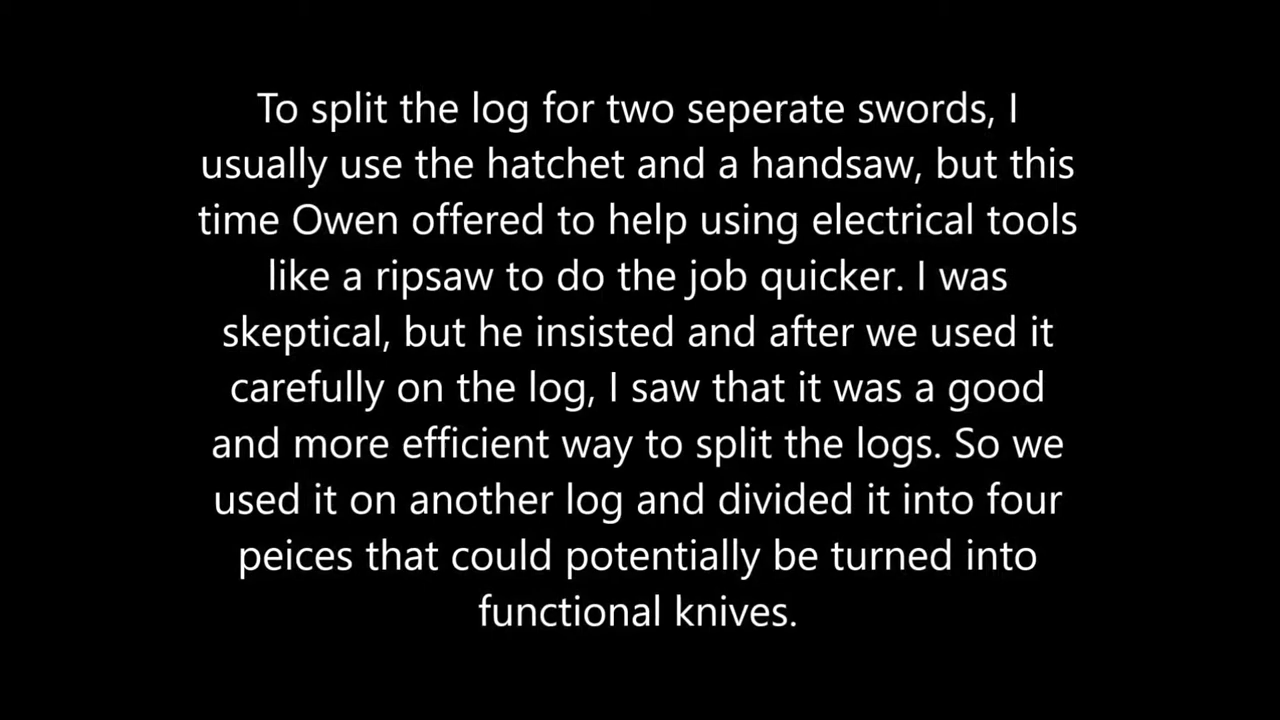 To split the log for two seperate swords, I
usually use the hatchet and a handsaw, but this
time Owen offered to help using electrical tools
like a ripsaw to do the job quicker. I was
skeptical, but he insisted and after we used it
carefully on the log, I saw that it was a good
and more efficient way to split the logs. So we
used it on another log and divided it into four
peices that could potentially be turned into
functional knives.